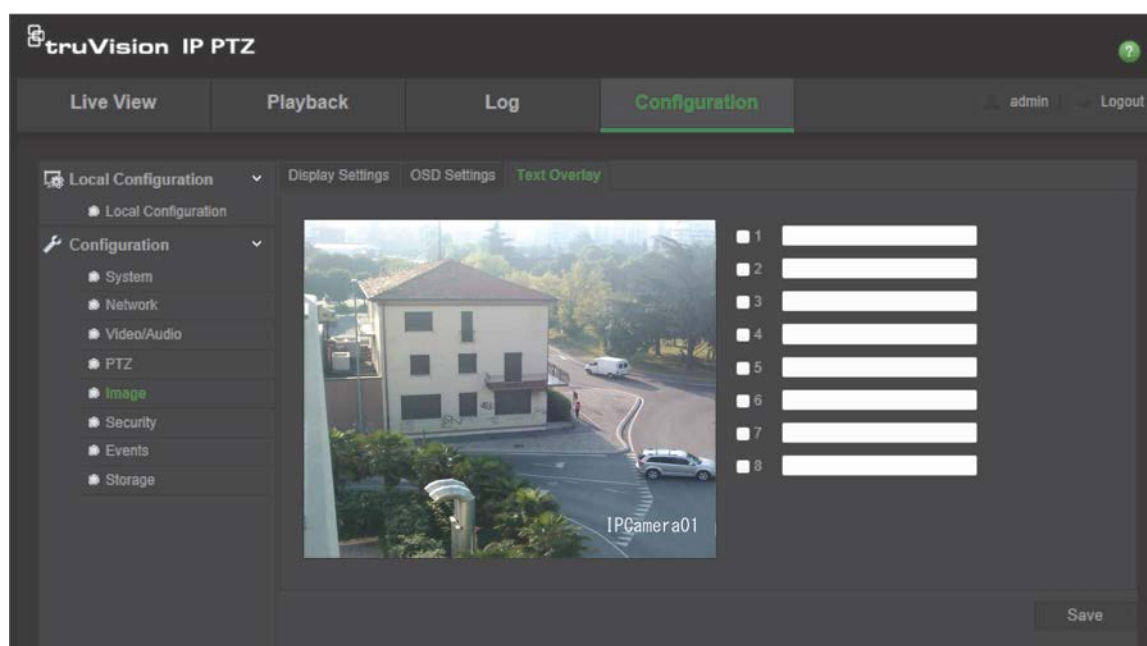 truVision IP PTZ
?
Live View Playback Log Configuration admin Logout
Local Configuration
Local Configuration
Configuration
System
Network
Video/Audio
PTZ
Image
Security
Events
Storage
Display Settings OSD Settings Text Overlay
1
2
3
4
5
6
7
8
IPCamera01
Save